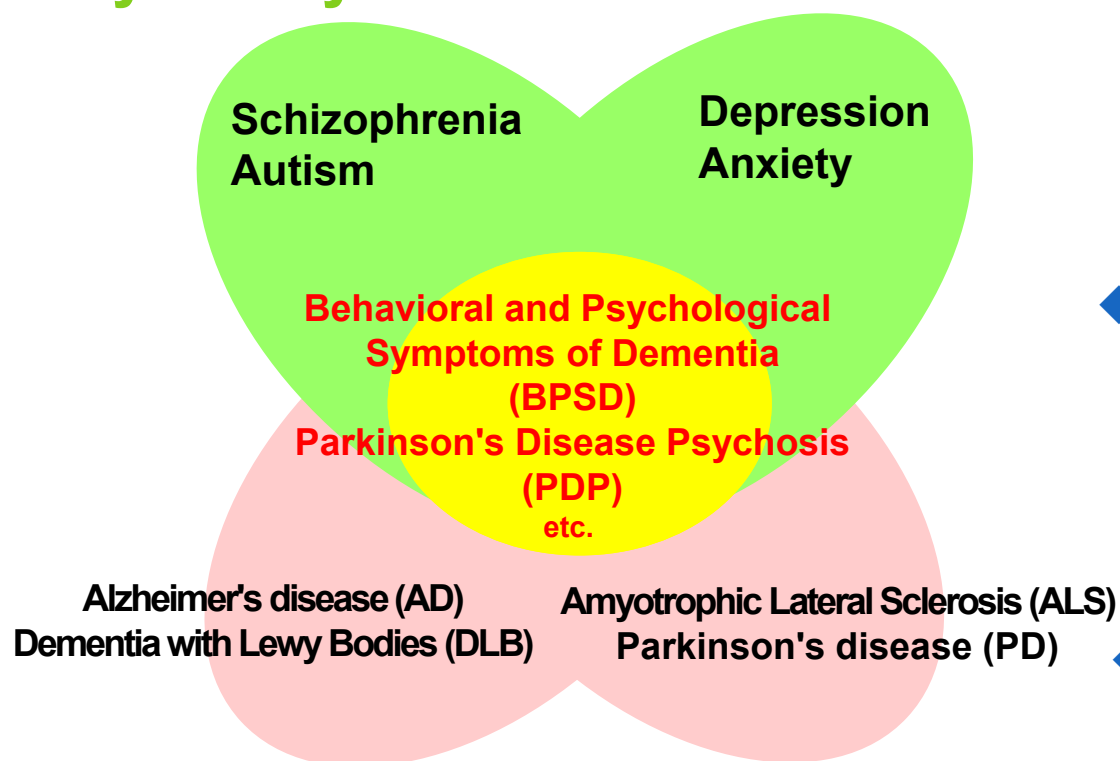 Schizophrenia
Autism
Depression
Anxiety
Behavioral and Psychological
Symptoms of Dementia
(BPSD)
Parkinson's Disease Psychosis
(PDP)
etc.
Alzheimer's disease (AD)
Dementia with Lewy Bodies (DLB)
Amyotrophic Lateral Sclerosis (ALS)
Parkinson's disease (PD)